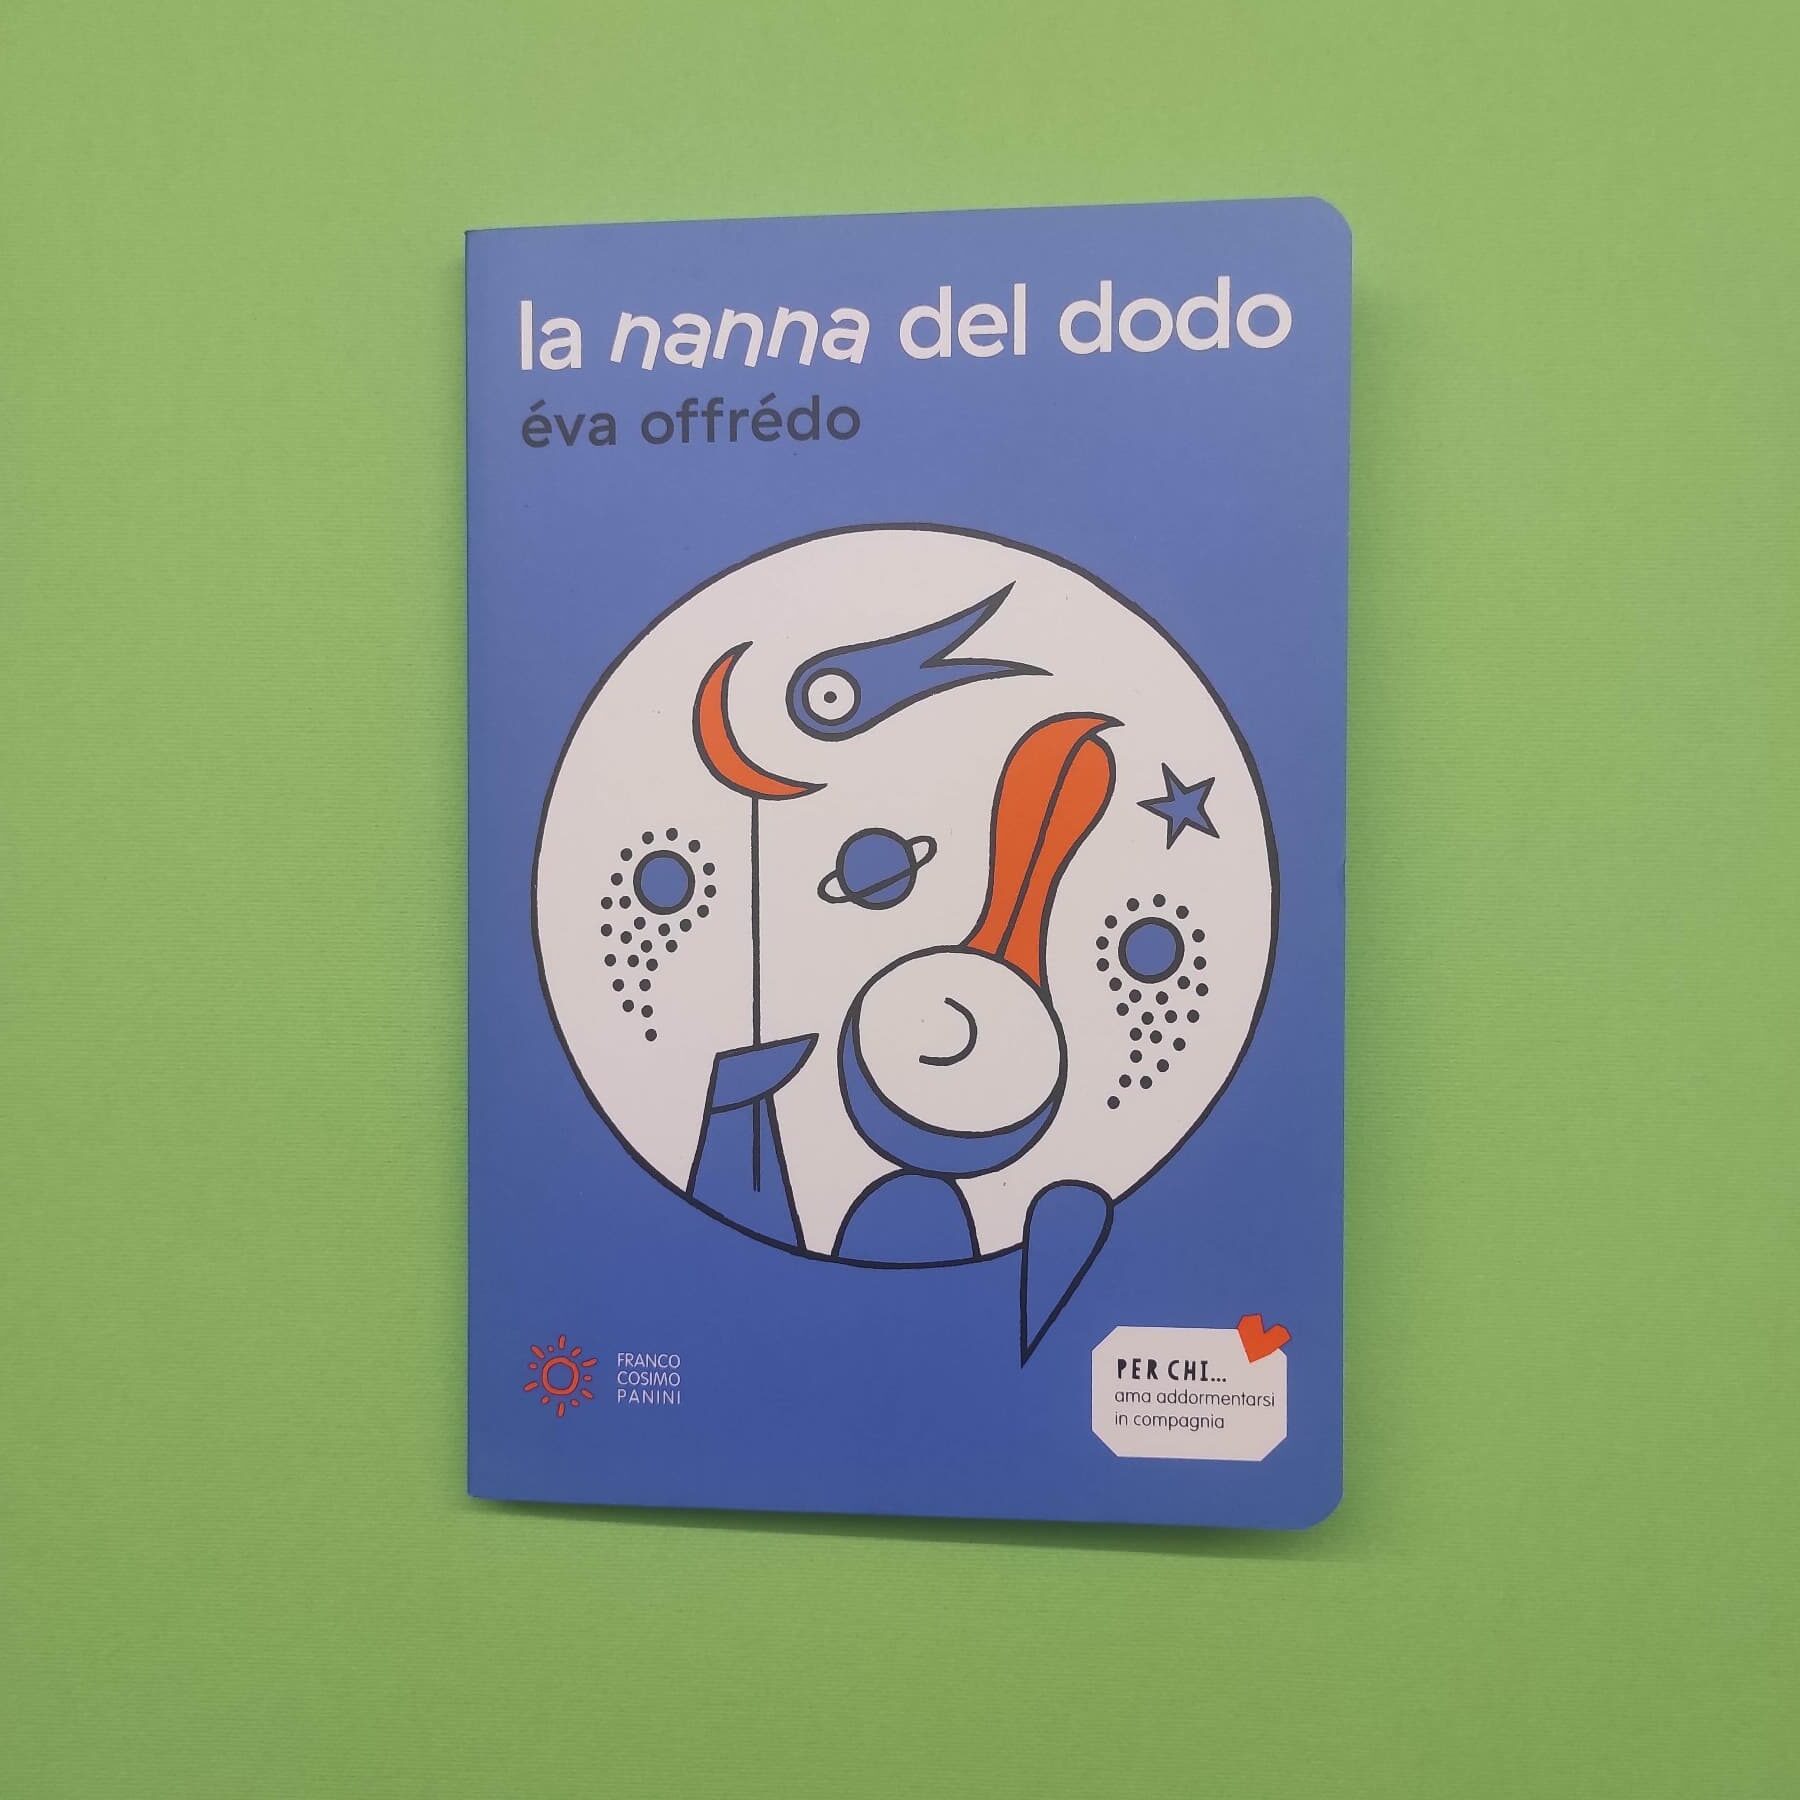 la nanna del dodo
éva offrédo
FRANCO
COSIMO
PANINI
PER CHI...
ama addormentarsi
in compagnia